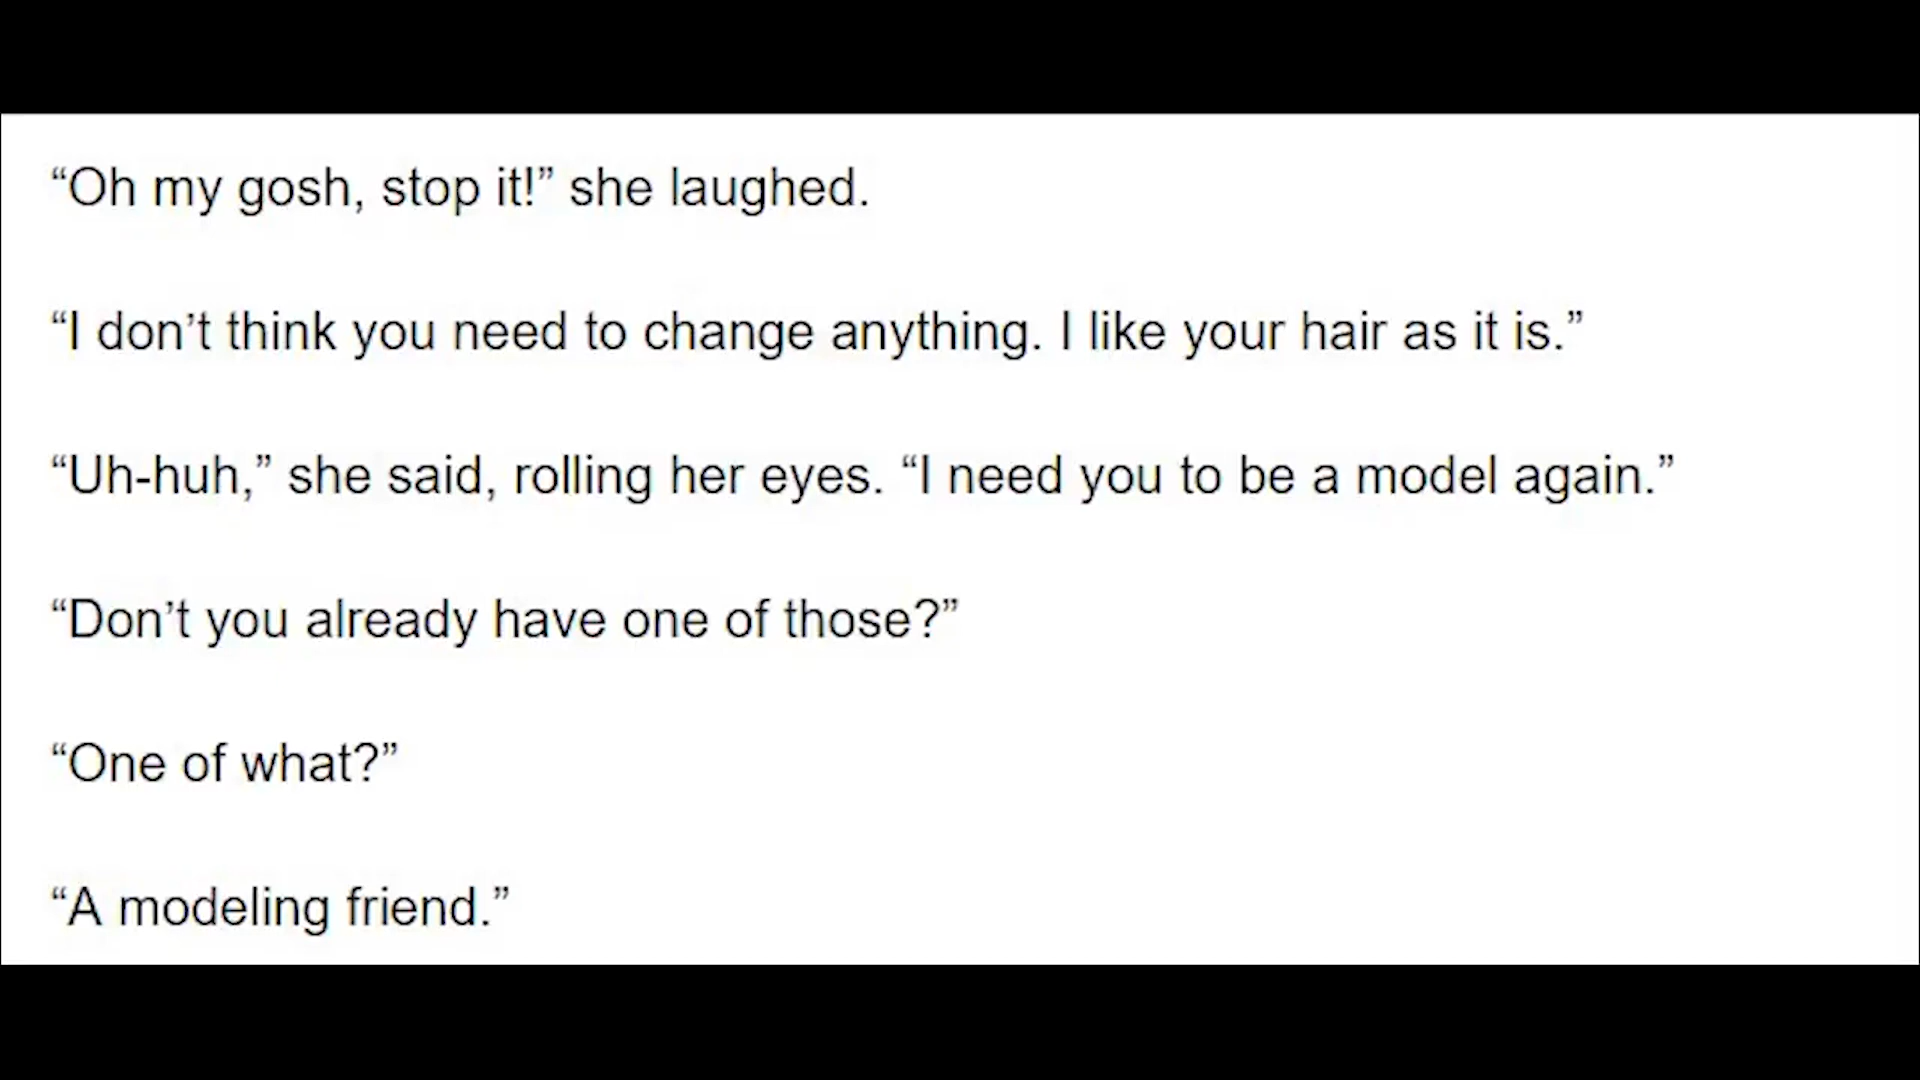 “Oh my gosh, stop it!” she laughed.
“I don’t think you need to change anything. I like your hair as it is.”
“Uh-huh,” she said, rolling her eyes. “I need you to be a model again.”
“Don’t you already have one of those?”
“One of what?”
“A modeling friend.”